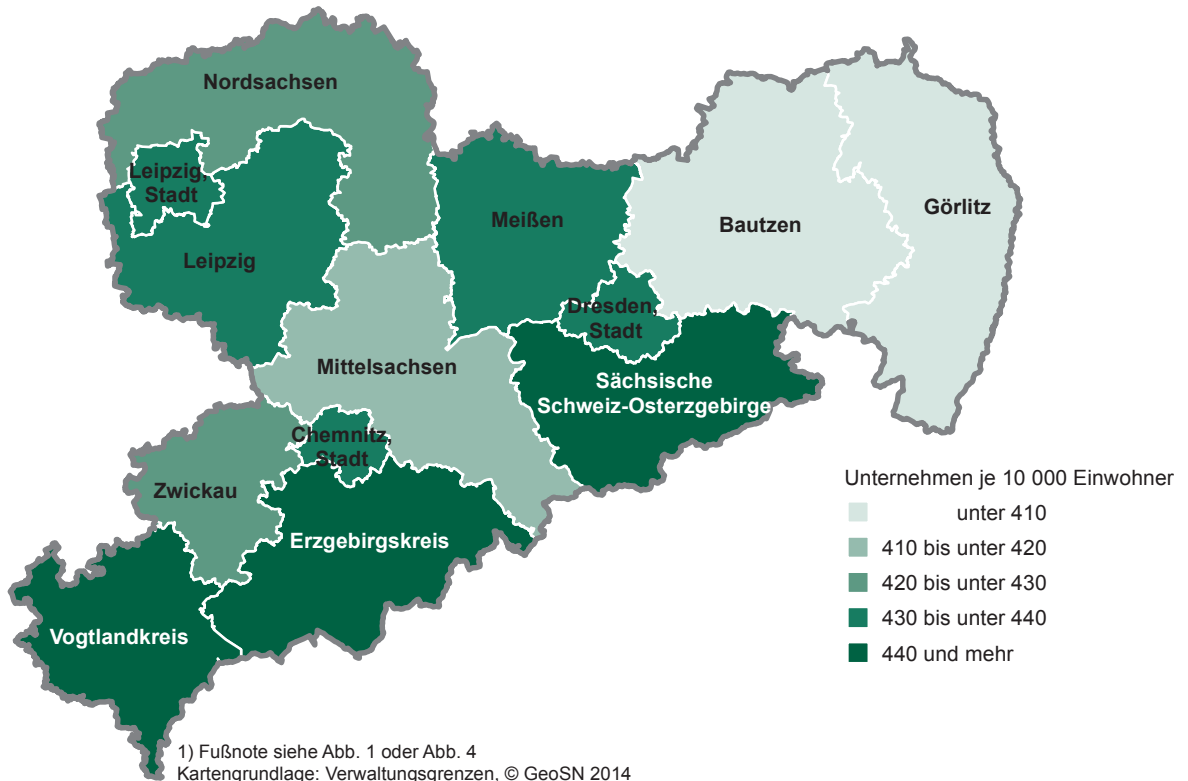 Nordsachsen
Leipzig,
Stadt
Leipzig
Meißen
Bautzen
Görlitz
Dresden,
Stadt
Mittelsachsen
Sächsische
Schweiz-Osterzgebirge
Chemnitz,
Stadt
Zwickau
Erzgebirgskreis
Vogtlandkreis
Unternehmen je 10 000 Einwohner
unter 410
410 bis unter 420
420 bis unter 430
430 bis unter 440
440 und mehr
1) Fußnote siehe Abb. 1 oder Abb. 4
Kartengrundlage: Verwaltungsgrenzen, © GeoSN 2014